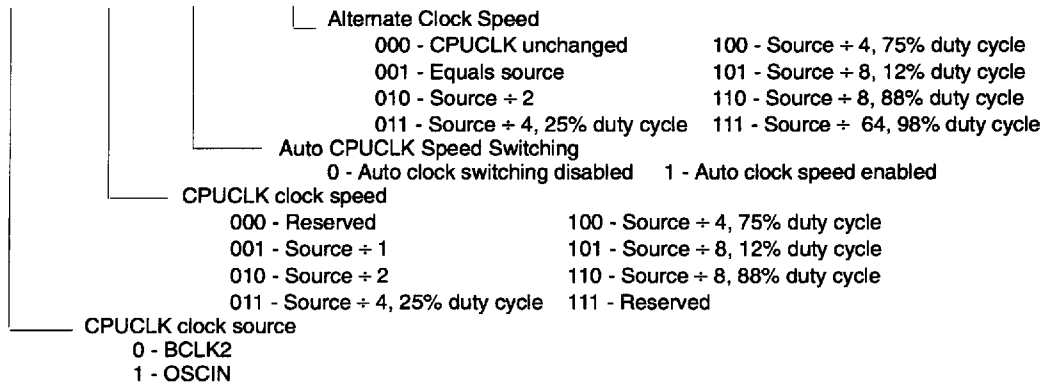 Alternate Clock Speed
000 - CPUCLK unchanged 100 - Source ÷ 4, 75% duty cycle
001 - Equals source 101 - Source ÷ 8, 12% duty cycle
010 - Source ÷ 2 110 - Source ÷ 8, 88% duty cycle
011 - Source ÷ 4, 25% duty cycle 111 - Source ÷ 64, 98% duty cycle
Auto CPUCLK Speed Switching
0 - Auto clock switching disabled 1 - Auto clock speed enabled
CPUCLK clock speed
000 - Reserved 100 - Source ÷ 4, 75% duty cycle
001 - Source ÷ 1 101 - Source ÷ 8, 12% duty cycle
010 - Source ÷ 2 110 - Source ÷ 8, 88% duty cycle
011 - Source ÷ 4, 25% duty cycle 111 - Reserved
CPUCLK clock source
0 - BCLK2
1 - OSCIN